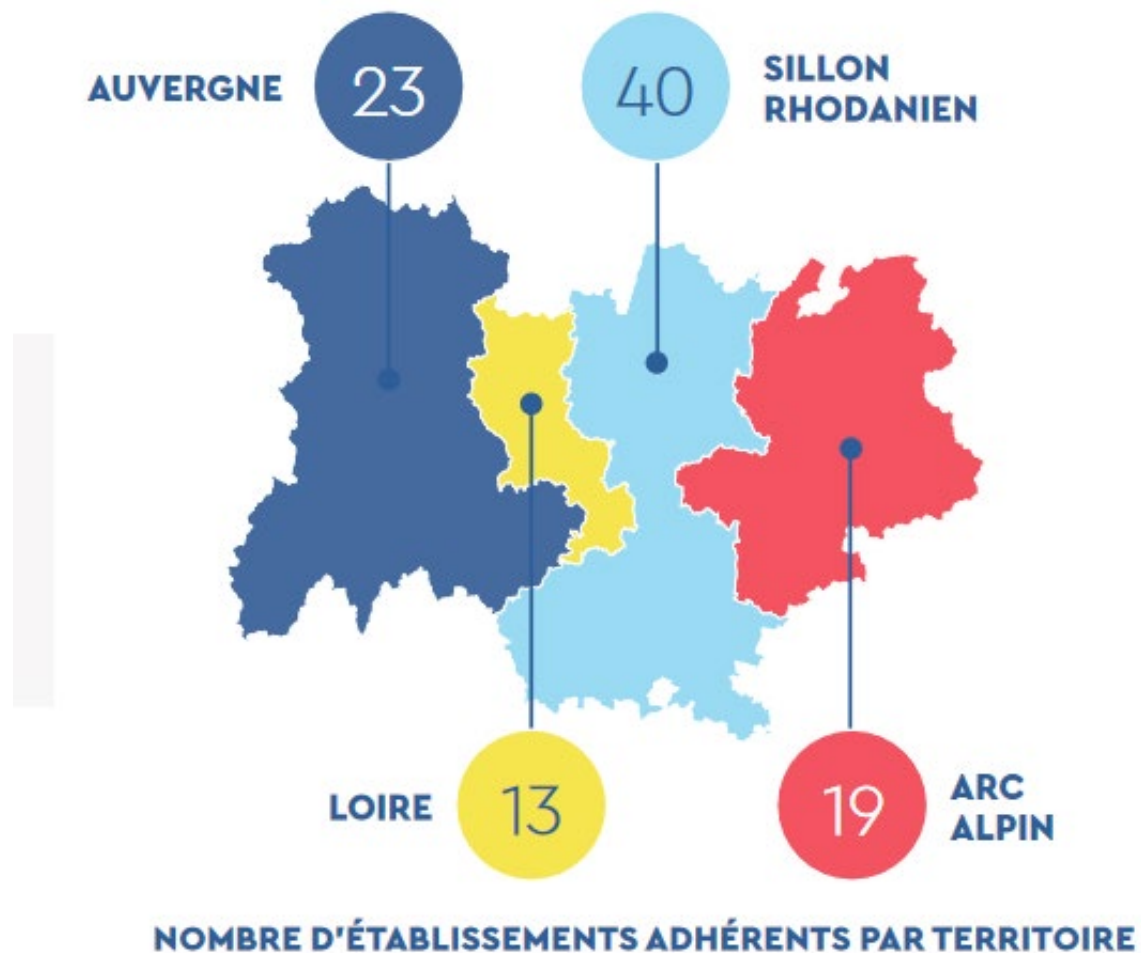 AUVERGNE
23
40
SILLON
RHODANIEN
LOIRE
13
19
ARC
ALPIN
NOMBRE D'ÉTABLISSEMENTS ADHÉRENTS PAR TERRITOIRE